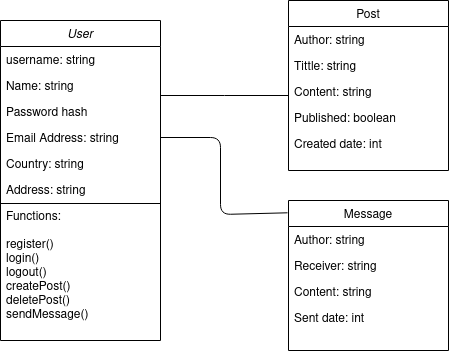 User
username: string
Name: string
Password hash
Email Address: string
Country: string
Address: string
Functions:
register()
login()
logout()
createPost()
deletePost()
sendMessage()
Post
Author: string
Tittle: string
Content: string
Published: boolean
Created date: int
Message
Author: string
Receiver: string
Content: string
Sent date: int